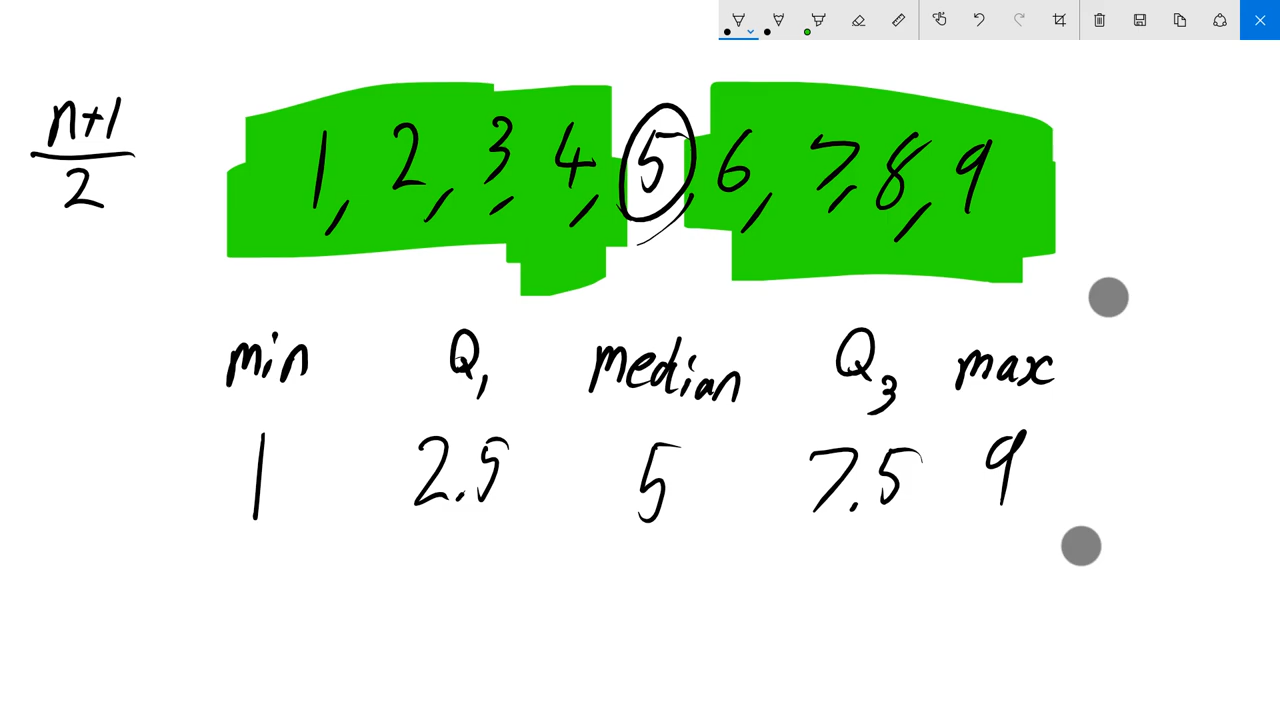 n+1
2
1, 2, 3, 4, 5, 6, 7, 8, 9
min Q1 median Q3 max
1 2.5 5 7.5 9